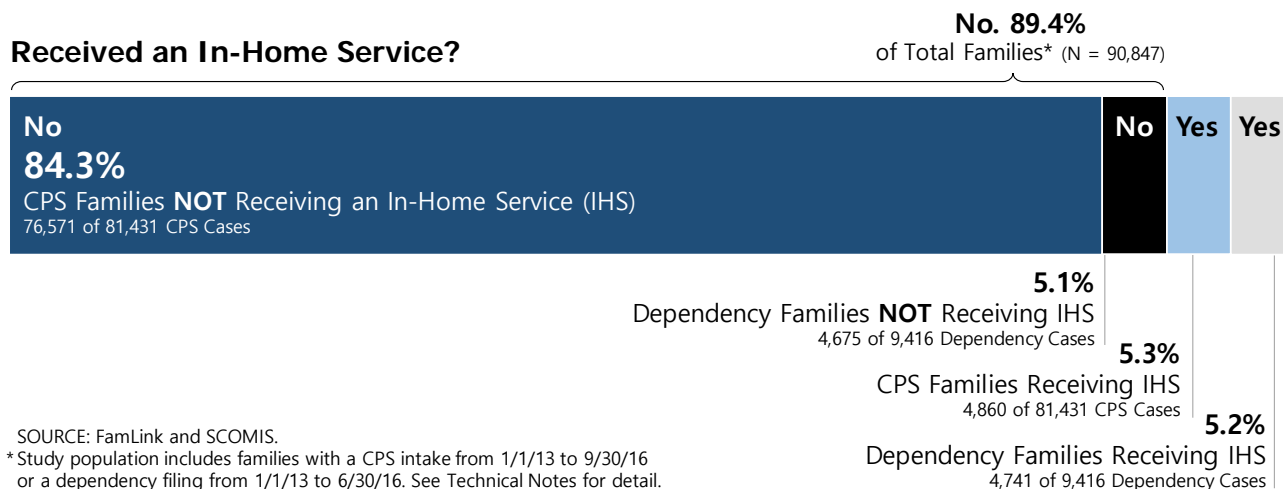 Received an In-Home Service?
No. 89.4%
of Total Families* (N = 90,847)
No
84.3%
CPS Families NOT Receiving an In-Home Service (IHS)
76,571 of 81,431 CPS Cases
No
Yes
Yes
5.1%
Dependency Families NOT Receiving IHS
4,675 of 9,416 Dependency Cases
5.3%
CPS Families Receiving IHS
4,860 of 81,431 CPS Cases
5.2%
Dependency Families Receiving IHS
4,741 of 9,416 Dependency Cases
SOURCE: FamLink and SCOMIS.
* Study population includes families with a CPS intake from 1/1/13 to 9/30/16
or a dependency filing from 1/1/13 to 6/30/16. See Technical Notes for detail.